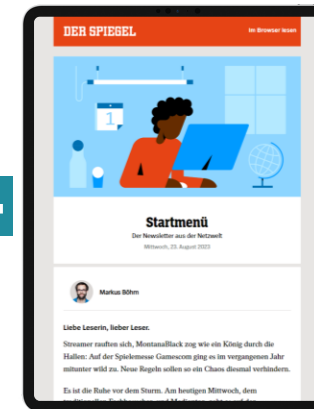 DER SPIEGEL
Im Browser lesen
1
Startmenü
Der Newsletter aus der Netzwelt
Mittwoch, 23. August 2023
Markus Böhm
Liebe Leserin, lieber Leser.
Streamer rauften sich, MontanaBlack zog wie ein König durch die
Hallen: Auf der Spielemesse Gamescom ging es im vergangenen Jahr
mitunter wild zu. Neue Regeln sollen so ein Chaos diesmal verhindern.
Es ist die Ruhe vor dem Sturm. Am heutigen Mittwoch, dem